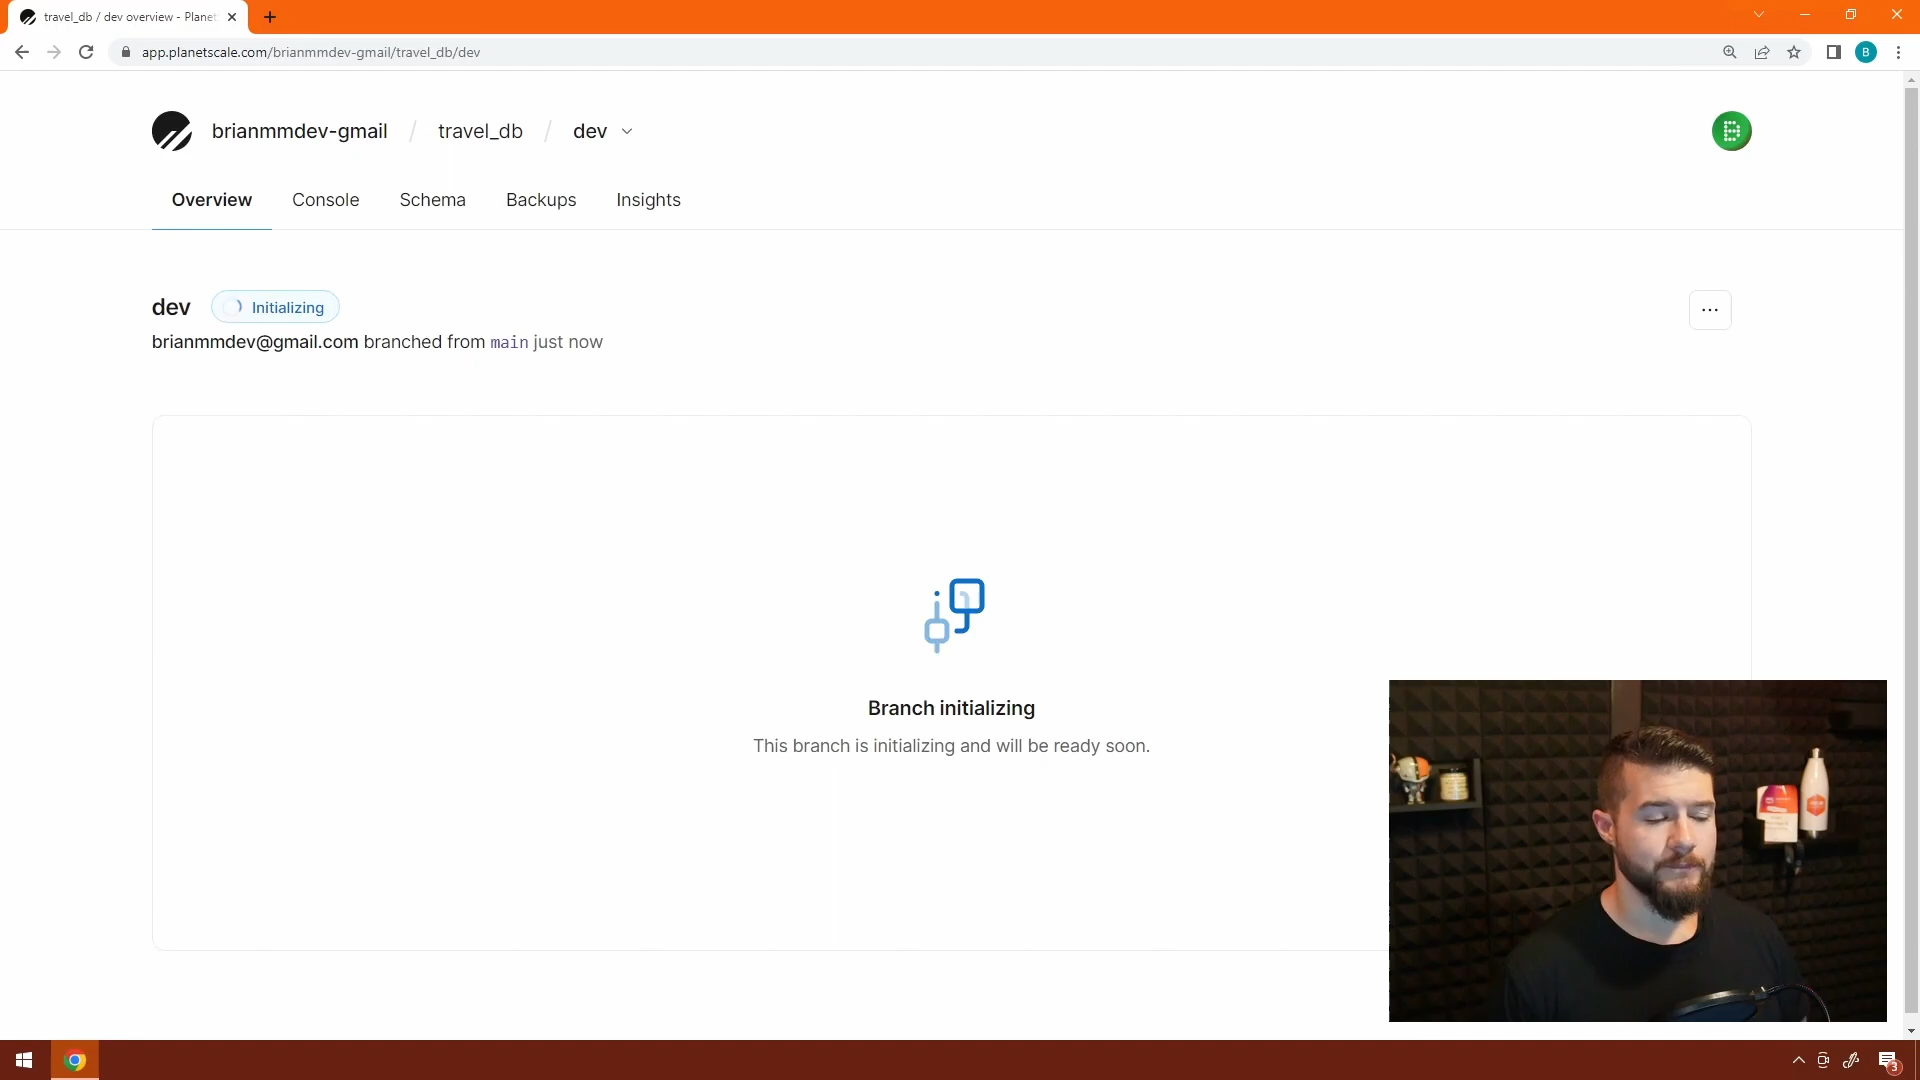 travel_db / dev overview - Planet
app.planetscale.com/brianmmdev-gmail/travel_db/dev
B
brianmmdev-gmail / travel_db / dev
Overview Console Schema Backups Insights
dev Initializing
brianmmdev@gmail.com branched from main just now
Branch initializing
This branch is initializing and will be ready soon.
3